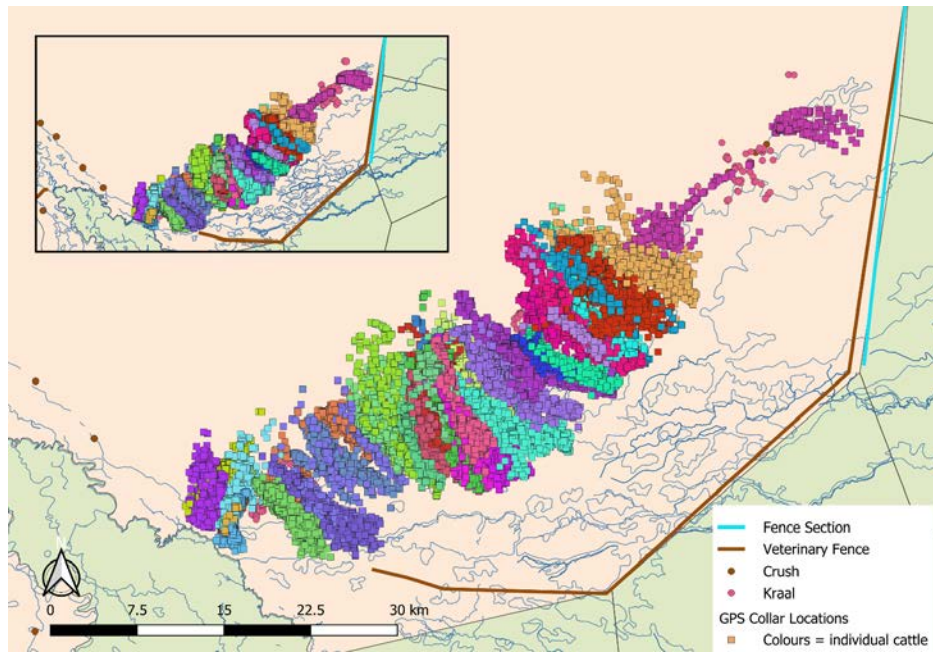 Fence Section
Veterinary Fence
Crush
Kraal
GPS Collar Locations
Colours = individual cattle
0 7.5 15 22.5 30 km